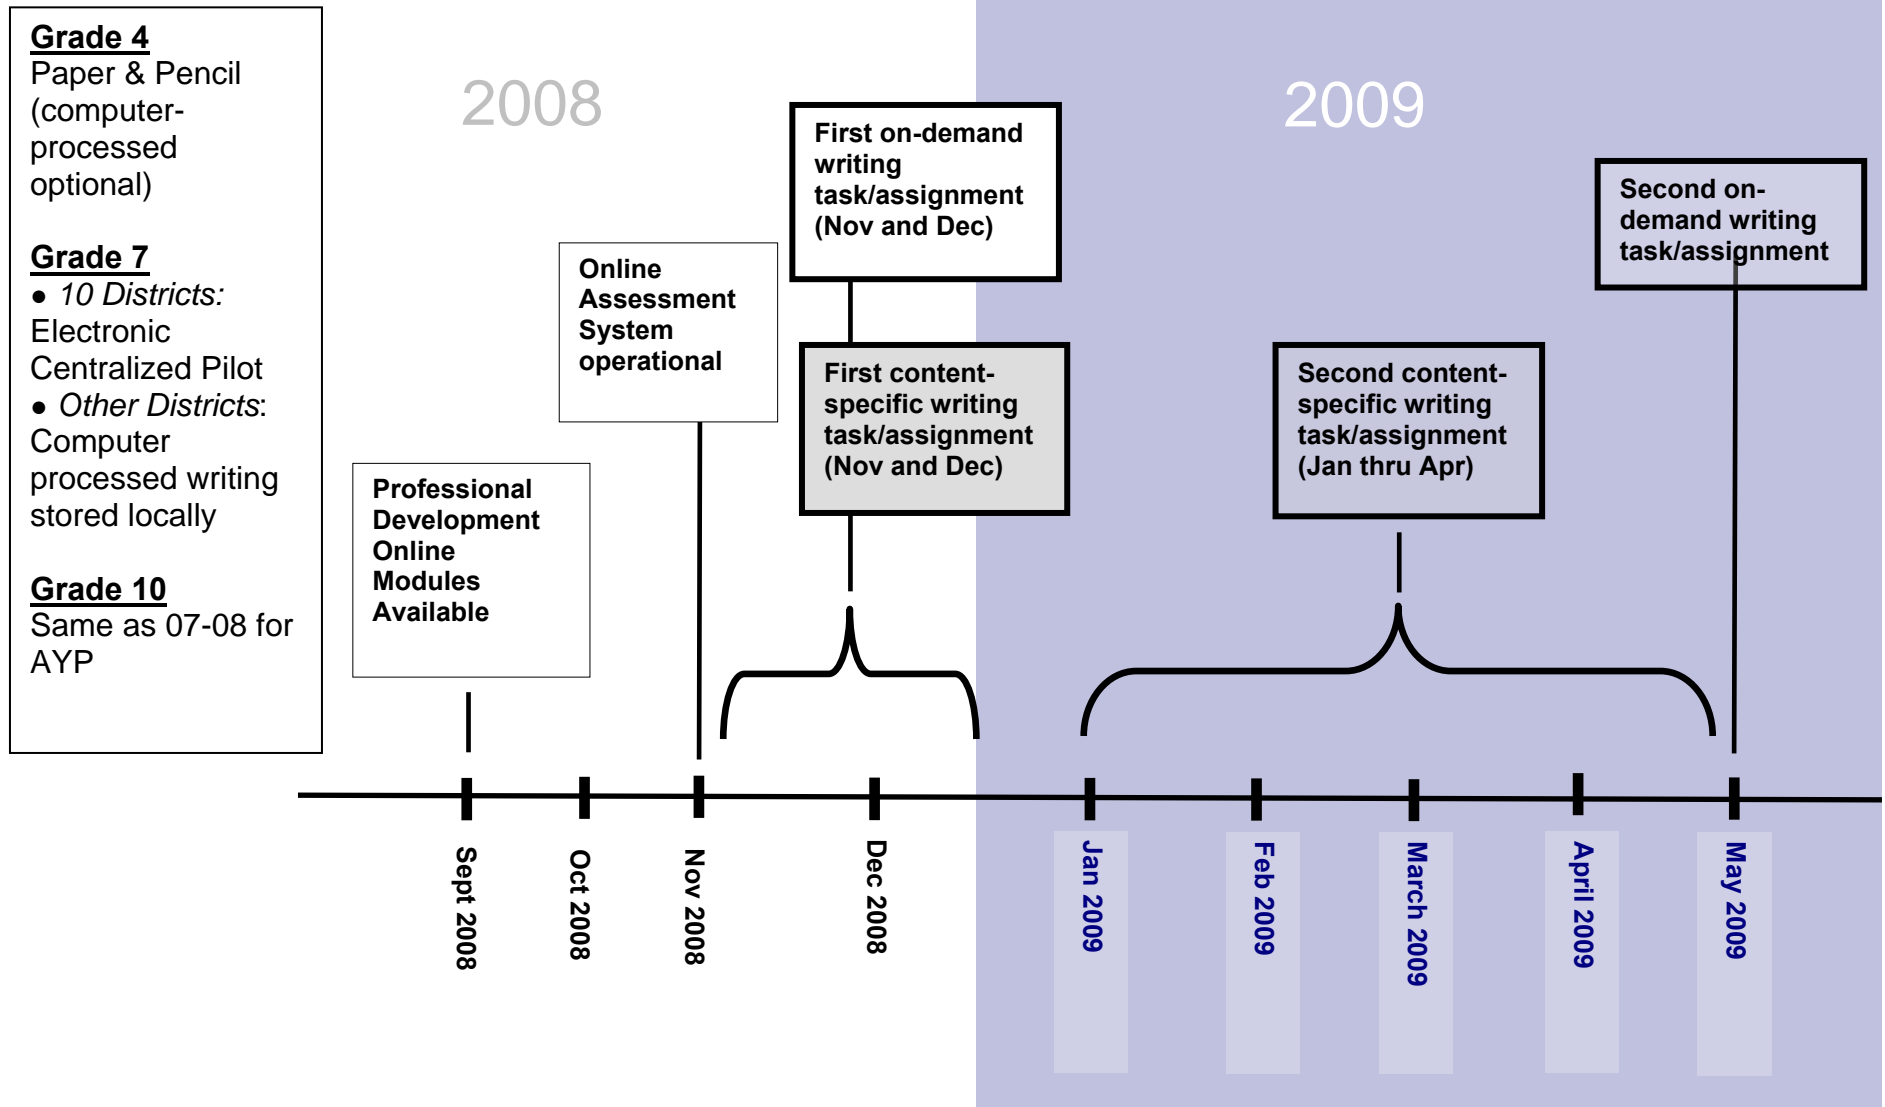 Grade 4
Paper & Pencil
(computer-
processed
optional)
Grade 7
● 10 Districts:
Electronic
Centralized Pilot
● Other Districts:
Computer
processed writing
stored locally
Grade 10
Same as 07-08 for
AYP
2008
2009
Professional
Development
Online
Modules
Available
Online
Assessment
System
operational
First on-demand
writing
task/assignment
(Nov and Dec)
First content-
specific writing
task/assignment
(Nov and Dec)
Second content-
specific writing
task/assignment
(Jan thru Apr)
Second on-
demand writing
task/assignment
Sept 2008
Oct 2008
Nov 2008
Dec 2008
Jan 2009
Feb 2009
March 2009
April 2009
May 2009